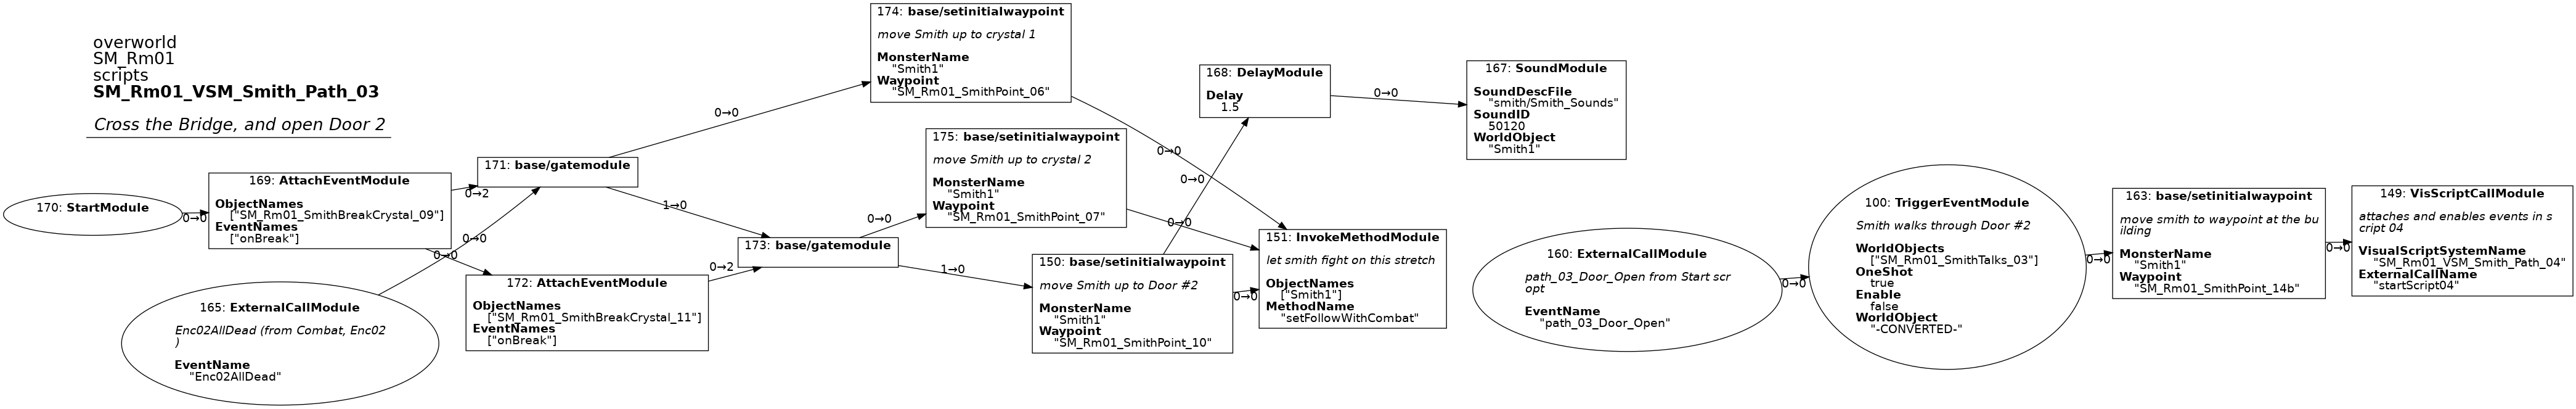 overworld
SM_Rm01
scripts
SM_Rm01_VSM_Smith_Path_03
Cross the Bridge, and open Door 2
170: StartModule
0→0
169: AttachEventModule
ObjectNames
["SM_Rm01_SmithBreakCrystal_09"]
EventNames
["onBreak"]
0→2
0→0
165: ExternalCallModule
Enc02AllDead (from Combat, Enc02
)
EventName
"Enc02AllDead"
0→0
171: base/gatemodule
0→0
1→0
172: AttachEventModule
ObjectNames
["SM_Rm01_SmithBreakCrystal_11"]
EventNames
["onBreak"]
0→2
173: base/gatemodule
0→0
1→0
174: base/setinitialwaypoint
move Smith up to crystal 1
MonsterName
"Smith1"
Waypoint
"SM_Rm01_SmithPoint_06"
0→0
175: base/setinitialwaypoint
move Smith up to crystal 2
MonsterName
"Smith1"
Waypoint
"SM_Rm01_SmithPoint_07"
0→0
150: base/setinitialwaypoint
move Smith up to Door #2
MonsterName
"Smith1"
Waypoint
"SM_Rm01_SmithPoint_10"
0→0
0→0
168: DelayModule
Delay
1.5
0→0
151: InvokeMethodModule
let smith fight on this stretch
ObjectNames
["Smith1"]
MethodName
"setFollowWithCombat"
167: SoundModule
SoundDescFile
"smith/Smith_Sounds"
SoundID
50120
WorldObject
"Smith1"
160: ExternalCallModule
path_03_Door_Open from Start scr
opt
EventName
"path_03_Door_Open"
0→0
100: TriggerEventModule
Smith walks through Door #2
WorldObjects
["SM_Rm01_SmithTalks_03"]
OneShot
true
Enable
false
WorldObject
"-CONVERTED-"
0→0
163: base/setinitialwaypoint
move smith to waypoint at the bu
ilding
MonsterName
"Smith1"
Waypoint
"SM_Rm01_SmithPoint_14b"
0→0
149: VisScriptCallModule
attaches and enables events in s
cript 04
VisualScriptSystemName
"SM_Rm01_VSM_Smith_Path_04"
ExternalCallName
"startScript04"